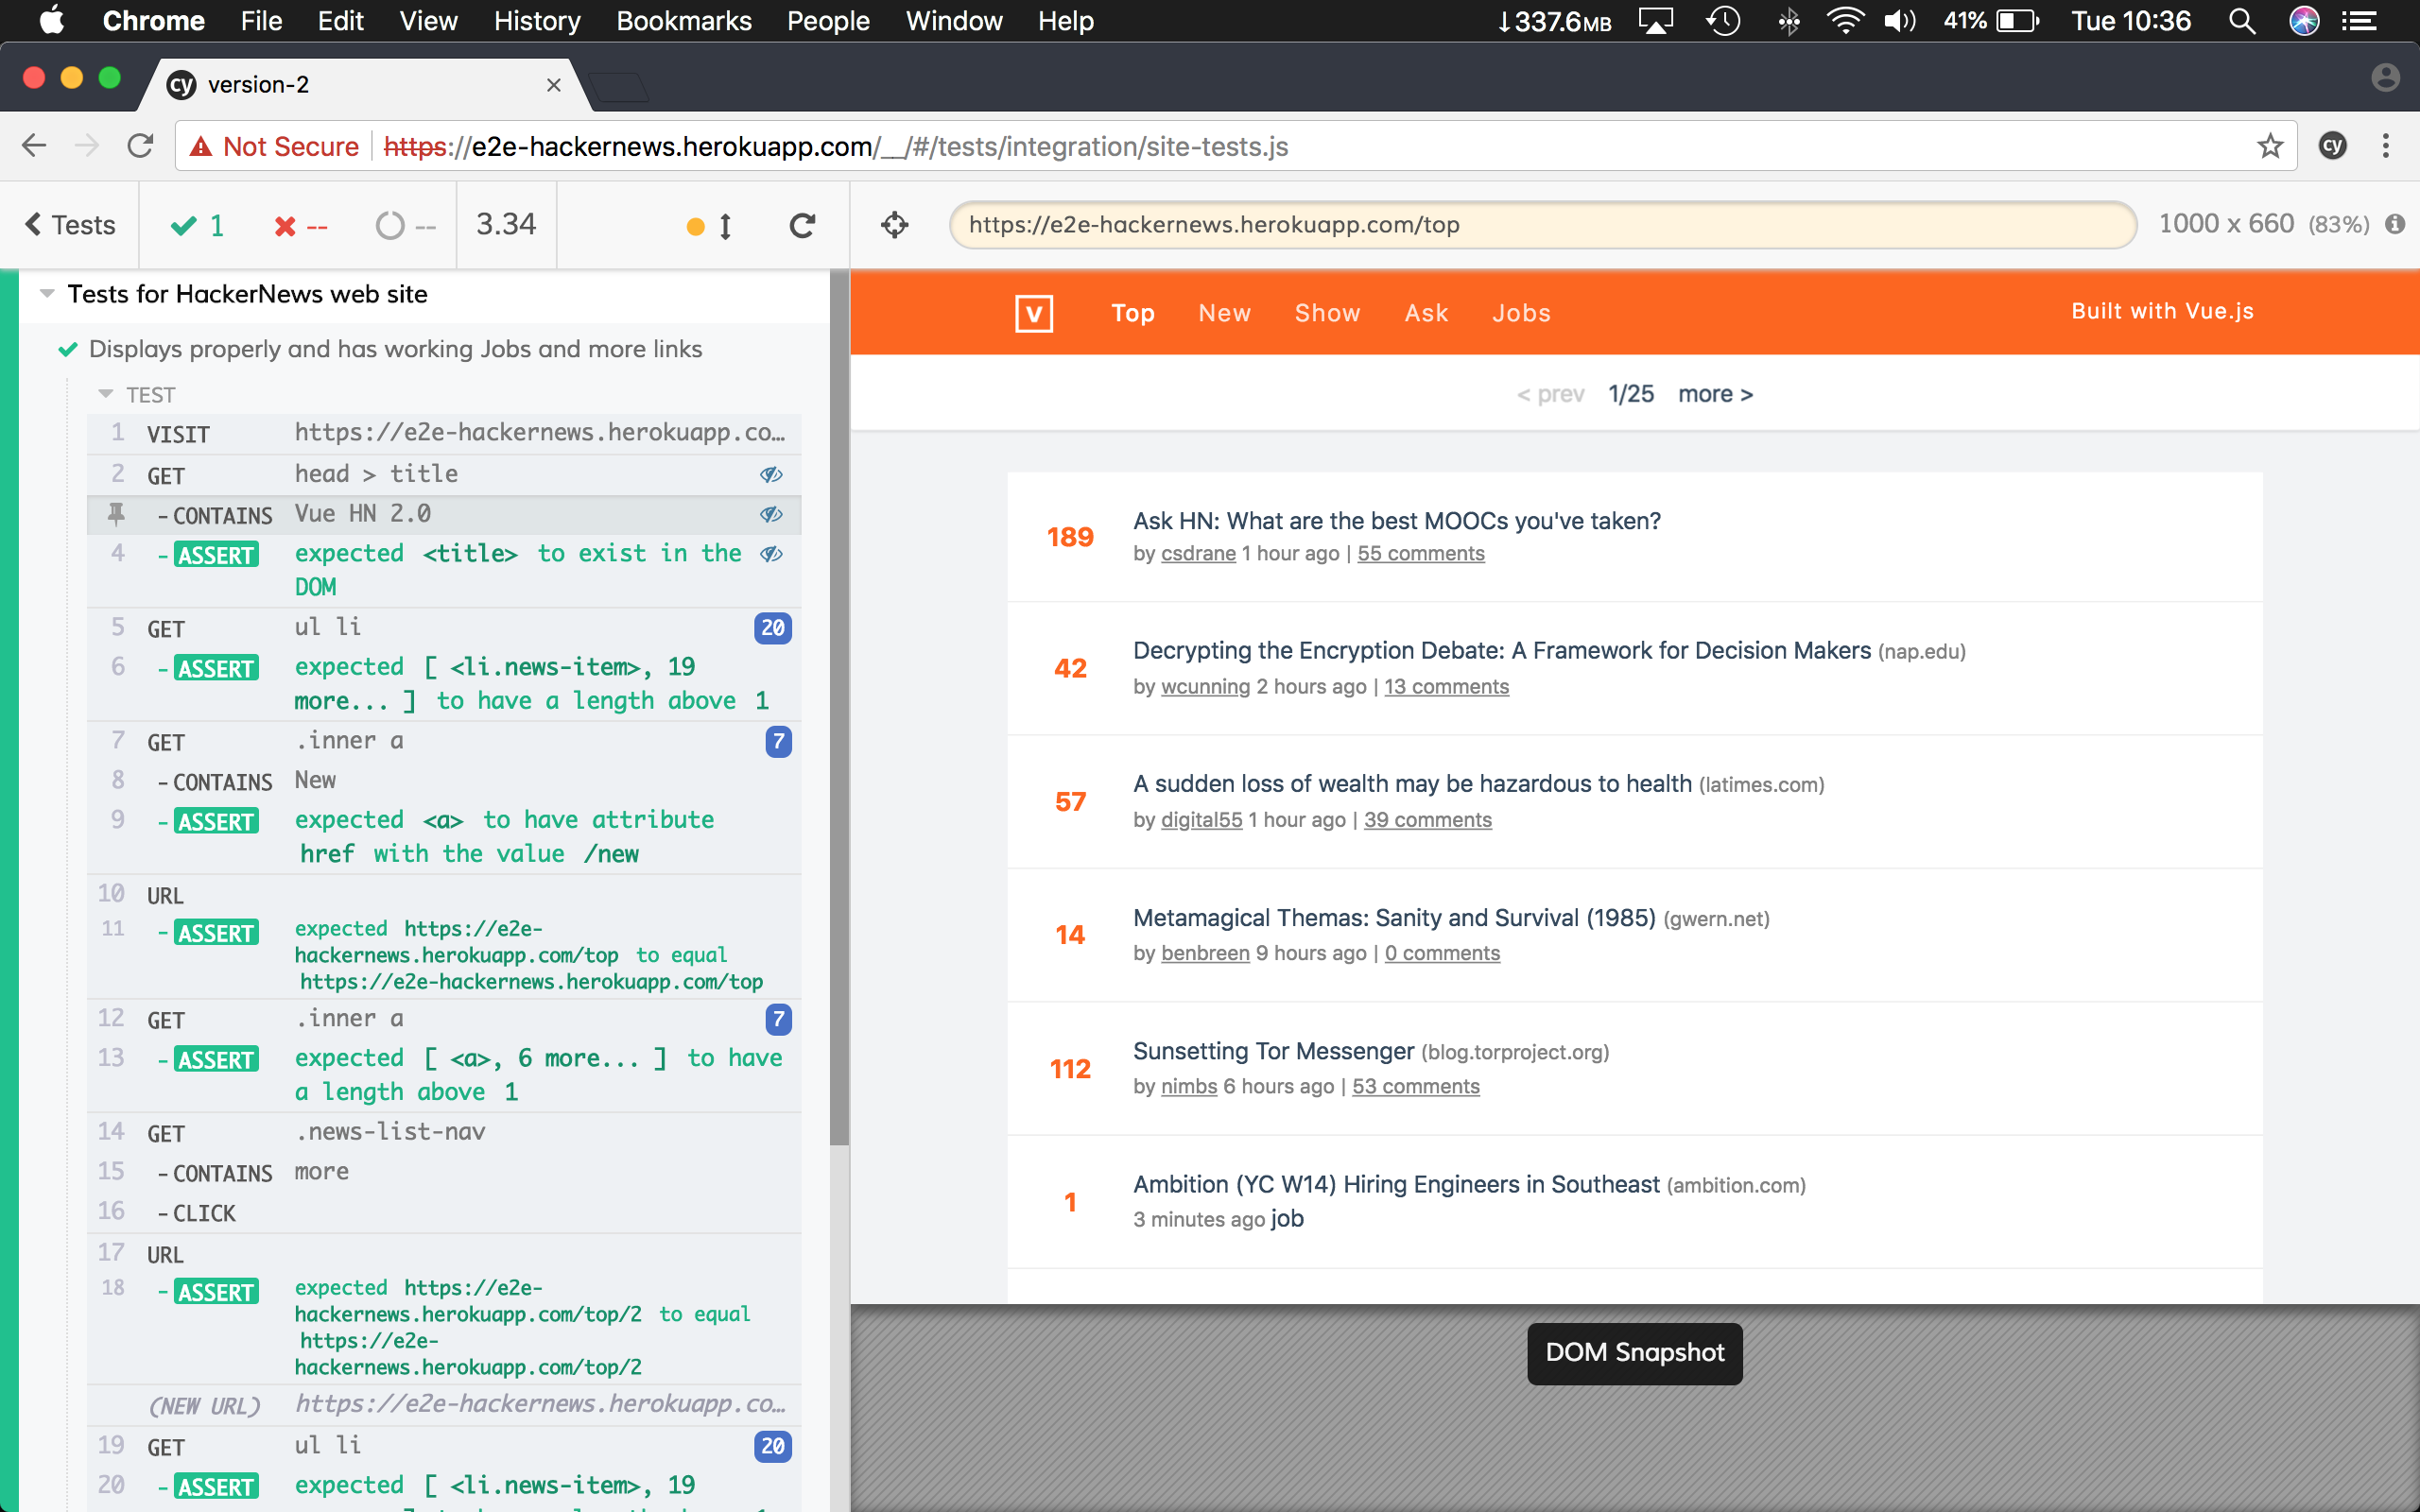 Chrome File Edit View History Bookmarks People Window Help ↓337.6MB 41% Tue 10:36
cy version-2 ×
Not Secure https://e2e-hackernews.herokuapp.com/__/#/tests/integration/site-tests.js cy
Tests 1 -- -- 3.34 https://e2e-hackernews.herokuapp.com/top 1000 x 660 (83%)
Tests for HackerNews web site
Displays properly and has working Jobs and more links
TEST
1 VISIT https://e2e-hackernews.herokuapp.co…
2 GET head > title
- CONTAINS Vue HN 2.0
4 - ASSERT expected <title> to exist in the
DOM
5 GET ul li 20
6 - ASSERT expected [ <li.news-item>, 19
more... ] to have a length above 1
7 GET .inner a 7
8 - CONTAINS New
9 - ASSERT expected <a> to have attribute
href with the value /new
10 URL
11 - ASSERT expected https://e2e-
hackernews.herokuapp.com/top to equal
https://e2e-hackernews.herokuapp.com/top
12 GET .inner a 7
13 - ASSERT expected [ <a>, 6 more... ] to have
a length above 1
14 GET .news-list-nav
15 - CONTAINS more
16 - CLICK
17 URL
18 - ASSERT expected https://e2e-
hackernews.herokuapp.com/top/2 to equal
https://e2e-
hackernews.herokuapp.com/top/2
(NEW URL) https://e2e-hackernews.herokuapp.co…
19 GET ul li 20
20 - ASSERT expected [ <li.news-item>, 19
V Top New Show Ask Jobs Built with Vue.js
< prev 1/25 more >
189 Ask HN: What are the best MOOCs you've taken?
by csdrane 1 hour ago | 55 comments
42 Decrypting the Encryption Debate: A Framework for Decision Makers (nap.edu)
by wcunning 2 hours ago | 13 comments
57 A sudden loss of wealth may be hazardous to health (latimes.com)
by digital55 1 hour ago | 39 comments
14 Metamagical Themas: Sanity and Survival (1985) (gwern.net)
by benbreen 9 hours ago | 0 comments
112 Sunsetting Tor Messenger (blog.torproject.org)
by nimbs 6 hours ago | 53 comments
1 Ambition (YC W14) Hiring Engineers in Southeast (ambition.com)
3 minutes ago job
DOM Snapshot